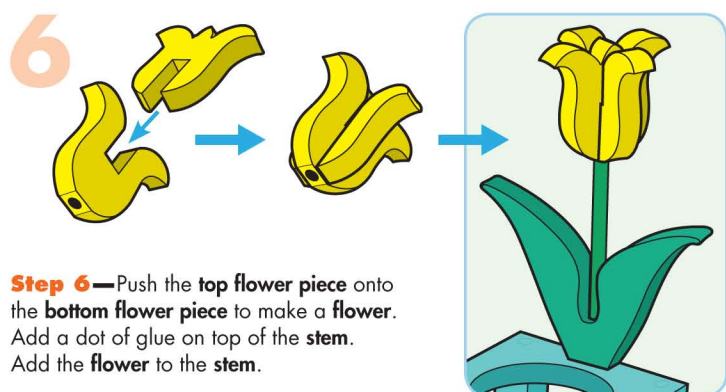 6
Step 6—Push the top flower piece onto
the bottom flower piece to make a flower.
Add a dot of glue on top of the stem.
Add the flower to the stem.